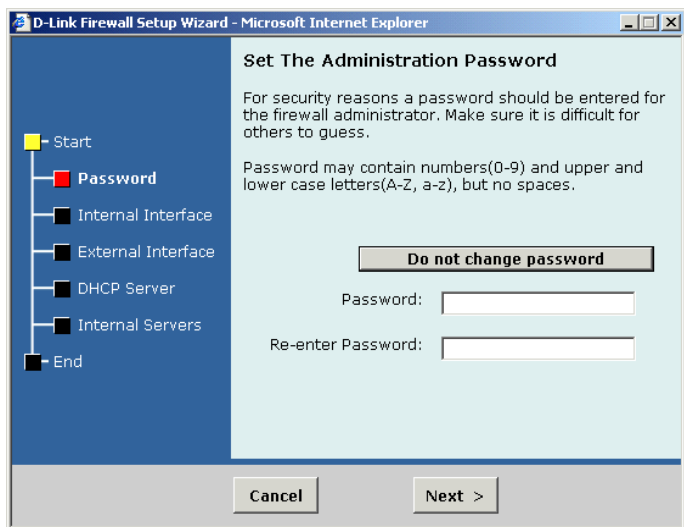 D-Link Firewall Setup Wizard - Microsoft Internet Explorer
Start
Password
Internal Interface
External Interface
DHCP Server
Internal Servers
End
Set The Administration Password
For security reasons a password should be entered for
the firewall administrator. Make sure it is difficult for
others to guess.
Password may contain numbers(0-9) and upper and
lower case letters(A-Z, a-z), but no spaces.
Do not change password
Password:
Re-enter Password:
Cancel
Next >